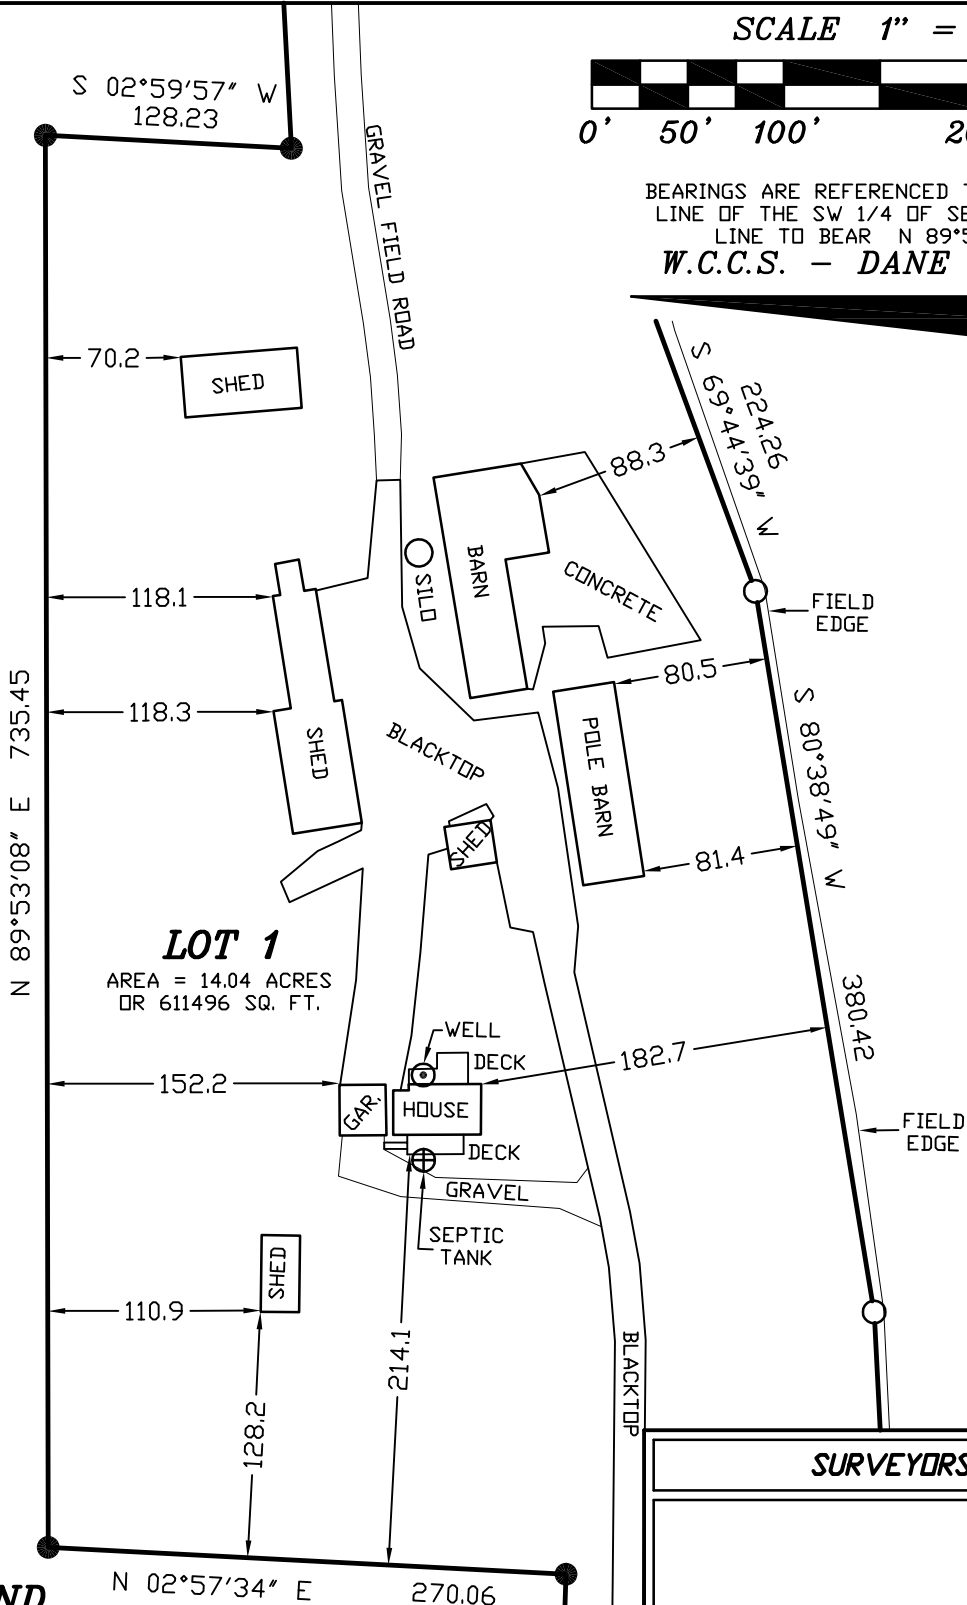 SCALE 1" =
0' 50' 100'
BEARINGS ARE REFERENCED
LINE OF THE SW 1/4 OF
LINE TO BEAR N 89°
W.C.C.S. - DANE
S 02°59'57" W
128.23
GRAVEL FIELD ROAD
70.2
SHED
88.3
224.26
S 69°44'39" W
BARN
SILO
CONCRETE
118.1
FIELD
EDGE
80.5
118.3
SHED
BLACKTOP
POLE BARN
S 80°38'49" W
380.42
N 89°53'08" E 735.45
SHED
81.4
LOT 1
AREA = 14.04 ACRES
OR 611496 SQ. FT.
WELL
DECK
182.7
152.2
GAR.
HOUSE
FIELD
EDGE
DECK
GRAVEL
SEPTIC
TANK
SHED
110.9
214.1
BLACKTOP
128.2
SURVEYORS
N 02°57'34" E 270.06